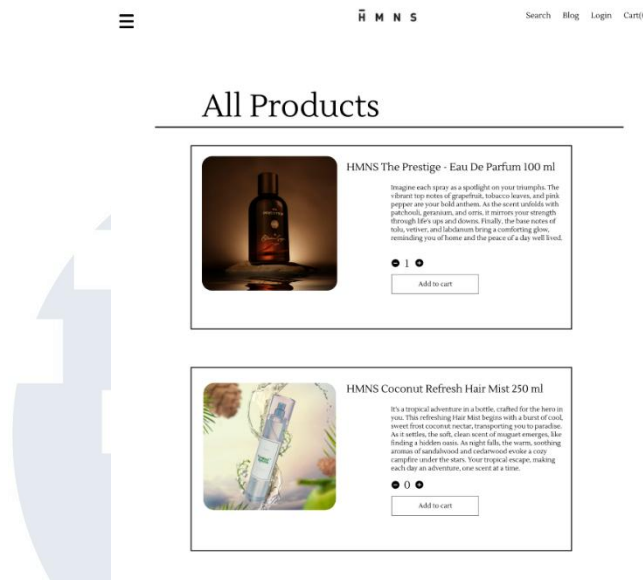 H M N S
Search Blog Login Cart(
All Products
HMNS The Prestige - Eau De Parfum 100 ml
Imagine each spray as a spotlight on your triumphs. The
vibrant top notes of grapefruit, tobacco leaves, and pink
pepper are your bold anthem. As the scent unfolds with
patchouli, geranium, and orris, it mirrors your strength
through life's ups and downs. Finally, the base notes of
tolu, vetiver, and labdanum bring a comforting glow,
reminding you of home and the peace of a day well lived.
1
Add to cart
HMNS Coconut Refresh Hair Mist 250 ml
It's a tropical adventure in a bottle, crafted for the hero in
you. This refreshing Hair Mist begins with a burst of cool,
sweet frost coconut nectar, transporting you to paradise.
As it settles, the soft, clean scent of muguet emerges, like
finding a hidden oasis. As night falls, the warm, soothing
aromas of sandalwood and cedarwood evoke a cozy
campfire under the stars. Your tropical escape, making
each day an adventure, one scent at a time.
0
Add to cart